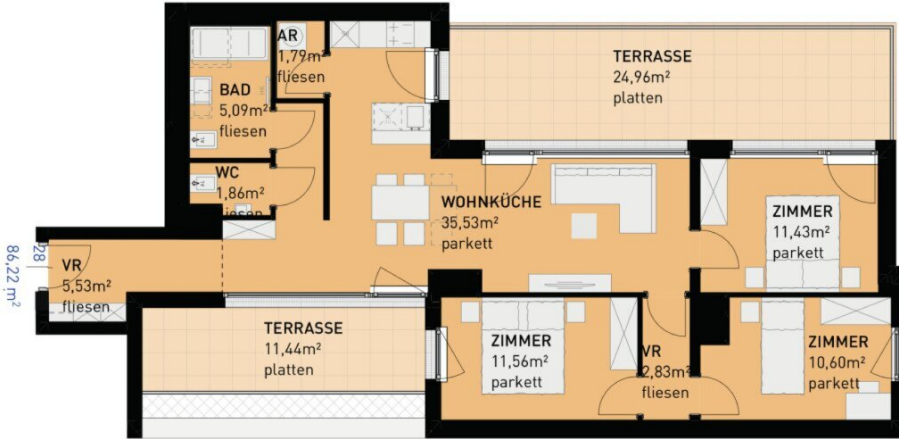 AR
1,79m²
fliesen
BAD
5,09m²
fliesen
WC
1,86m²
fliesen
TERRASSE
24,96m²
platten
WOHNKÜCHE
35,53m²
parkett
ZIMMER
11,43m²
parkett
28
86,22 m²
VR
5,53m²
fliesen
TERRASSE
11,44m²
platten
ZIMMER
11,56m²
parkett
VR
2,83m²
fliesen
ZIMMER
10,60m²
parkett